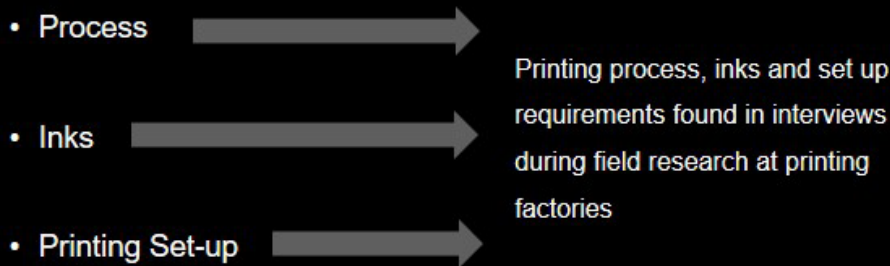 • Process
• Inks
• Printing Set-up
Printing process, inks and set up
requirements found in interviews
during field research at printing
factories